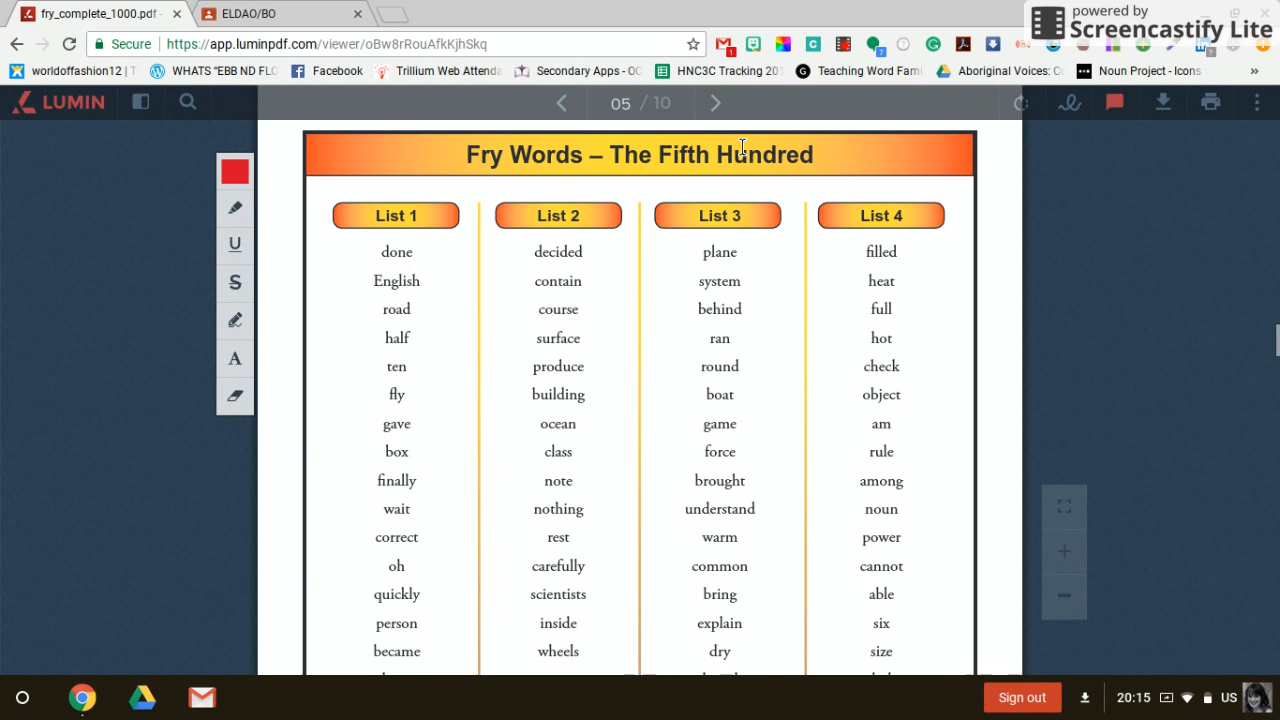 fry_complete_1000.pdf -
ELDAO/BO
powered by
Screencastify Lite
Secure
https://app.luminpdf.com/viewer/oBw8rRouAfkKjhSkq
worldoffashion12 | T
WHATS "EBB ND FLO
Facebook
Trillium Web Attenda
Secondary Apps - OC
HNC3C Tracking 201
Teaching Word Fami
Aboriginal Voices: Co
Noun Project - Icons
»
LUMIN
05 / 10
Fry Words – The Fifth Hundred
List 1 List 2 List 3 List 4
done decided plane filled
English contain system heat
road course behind full
half surface ran hot
ten produce round check
fly building boat object
gave ocean game am
box class force rule
finally note brought among
wait nothing understand noun
correct rest warm power
oh carefully common cannot
quickly scientists bring able
person inside explain six
became wheels dry size
Sign out
20:15
US